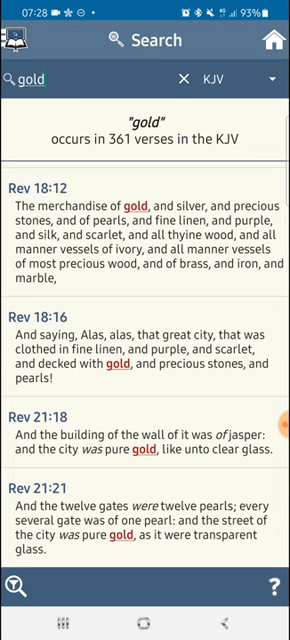 07:28
93%
Search
gold
KJV
"gold"
occurs in 361 verses in the KJV
Rev 18:12
The merchandise of gold, and silver, and precious
stones, and of pearls, and fine linen, and purple,
and silk, and scarlet, and all thyine wood, and all
manner vessels of ivory, and all manner vessels
of most precious wood, and of brass, and iron, and
marble,
Rev 18:16
And saying, Alas, alas, that great city, that was
clothed in fine linen, and purple, and scarlet,
and decked with gold, and precious stones, and
pearls!
Rev 21:18
And the building of the wall of it was of jasper:
and the city was pure gold, like unto clear glass.
Rev 21:21
And the twelve gates were twelve pearls; every
several gate was of one pearl: and the street of
the city was pure gold, as it were transparent
glass.
?